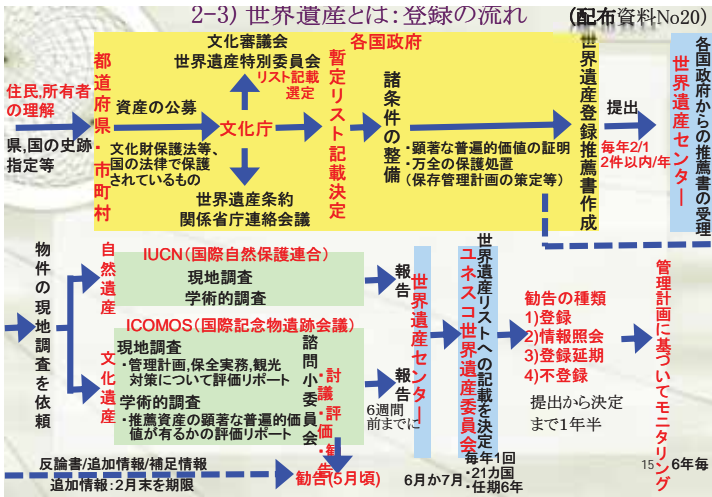 2-3) 世界遺産とは:登録の流れ
(配布資料No20)
住民,所有者
の理解
県,国の史跡
指定等
都道府県・市町村
資産の公募
文化財保護法等、
国の法律で保護
されているもの
文化審議会
世界遺産特別委員会
リスト記載
選定
文化庁
世界遺産条約
関係省庁連絡会議
各国政府
暫定リスト記載決定
諸条件の整備
・顕著な普遍的価値の証明
・万全の保護処置
(保存管理計画の策定等)
世界遺産登録推薦書作成
提出
毎年2/1
2件以内/年
世界遺産センター
各国政府からの推薦書の受理
物件の現地調査を依頼
自然遺産
IUCN(国際自然保護連合)
現地調査
学術的調査
文化遺産
ICOMOS(国際記念物遺跡会議)
現地調査
・管理計画,保全実務,観光
対策について評価リポート
学術的調査
・推薦資産の顕著な普遍的価
値が有るかの評価リポート
諮問小委員会
・討議・評価・勧告
報告
報告
6週間
前までに
世界遺産センター
ユネスコ世界遺産委員会
世界遺産リストへの記載を決定
毎年1回
・21カ国
・任期6年
6月か7月
勧告の種類
1)登録
2)情報照会
3)登録延期
4)不登録
提出から決定
まで1年半
管理計画に基づいてモニタリング
15
6年毎
反論書/追加情報/補足情報
追加情報:2月末を期限
勧告(5月頃)